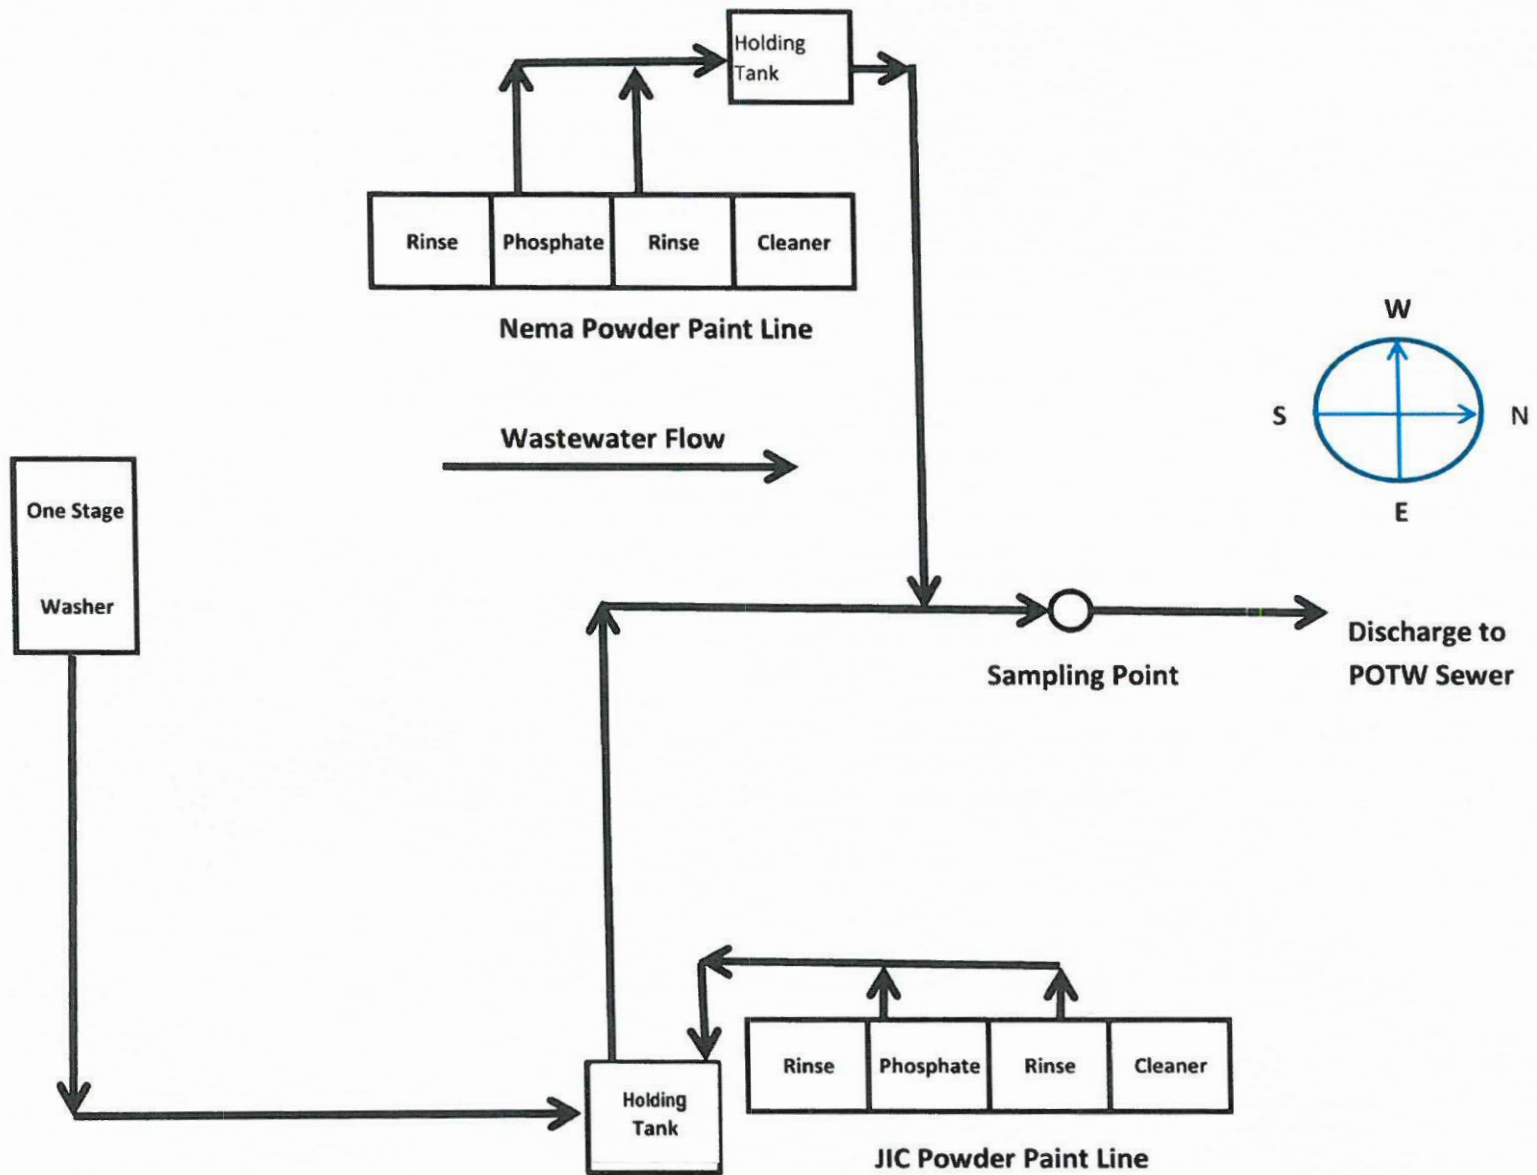 Holding
Tank
Rinse
Phosphate
Rinse
Cleaner
Nema Powder Paint Line
W
S
N
E
Wastewater Flow
One Stage
Washer
Sampling Point
Discharge to
POTW Sewer
Rinse
Phosphate
Rinse
Cleaner
Holding
Tank
JIC Powder Paint Line